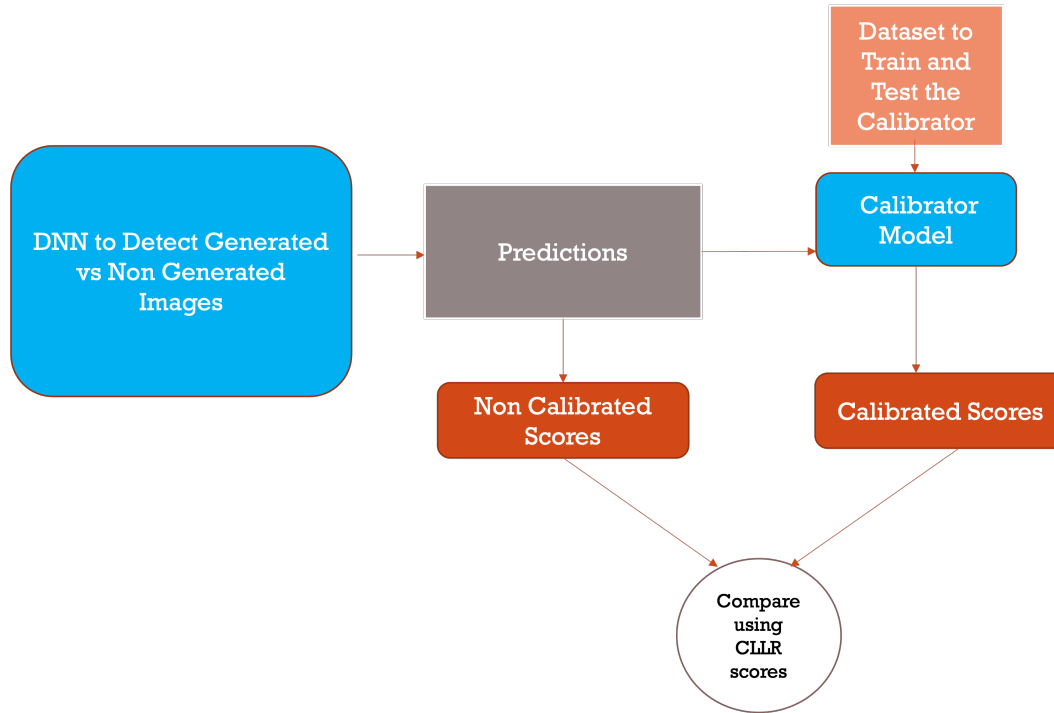 Dataset to
Train and
Test the
Calibrator
DNN to Detect Generated
vs Non Generated
Images
Predictions
Calibrator
Model
Non Calibrated
Scores
Calibrated Scores
Compare
using
CLLR
scores